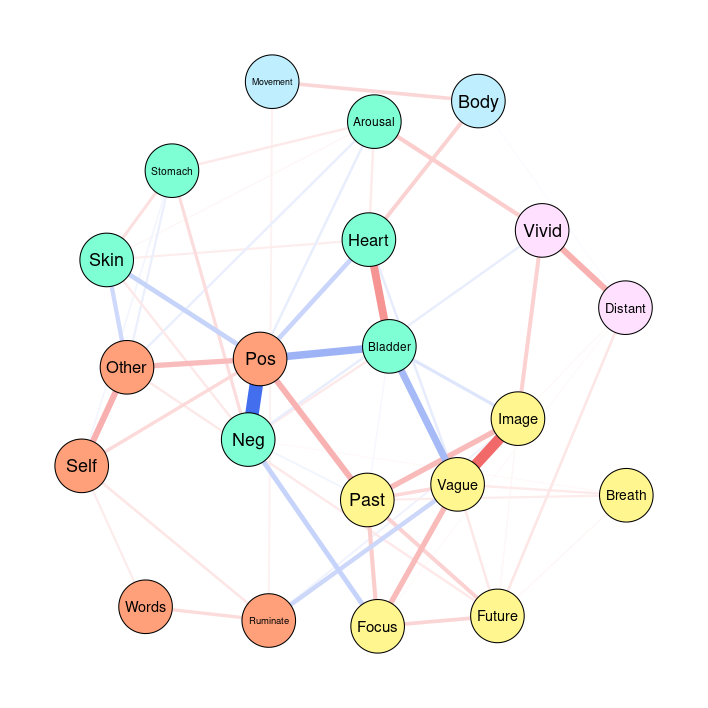 Movement
Body
Arousal
Stomach
Vivid
Heart
Skin
Distant
Bladder
Pos
Other
Image
Neg
Self
Vague
Breath
Past
Words
Future
Ruminate
Focus